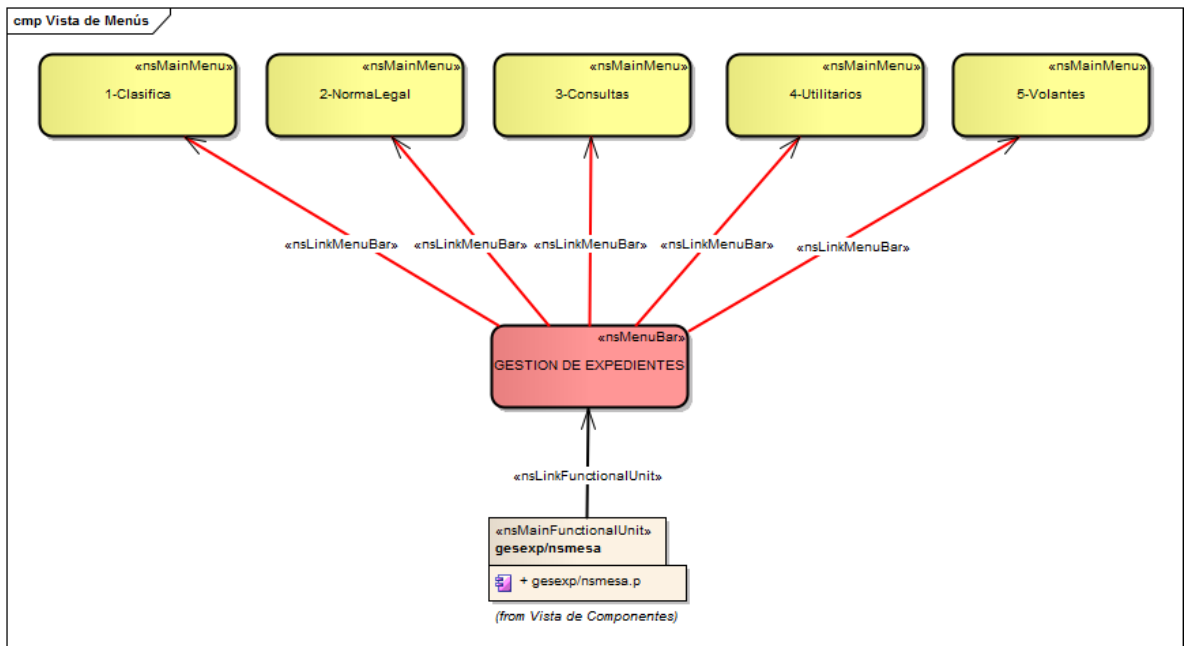 cmp Vista de Menús
«nsMainMenu»
1-Clasifica
«nsMainMenu»
2-NormaLegal
«nsMainMenu»
3-Consultas
«nsMainMenu»
4-Utilitarios
«nsMainMenu»
5-Volantes
«nsLinkMenuBar»
«nsLinkMenuBar»
«nsLinkMenuBar»
«nsLinkMenuBar»
«nsLinkMenuBar»
«nsMenuBar»
GESTION DE EXPEDIENTES
«nsLinkFunctionalUnit»
«nsMainFunctionalUnit»
gesexp/nsmesa
+ gesexp/nsmesa.p
(from Vista de Componentes)